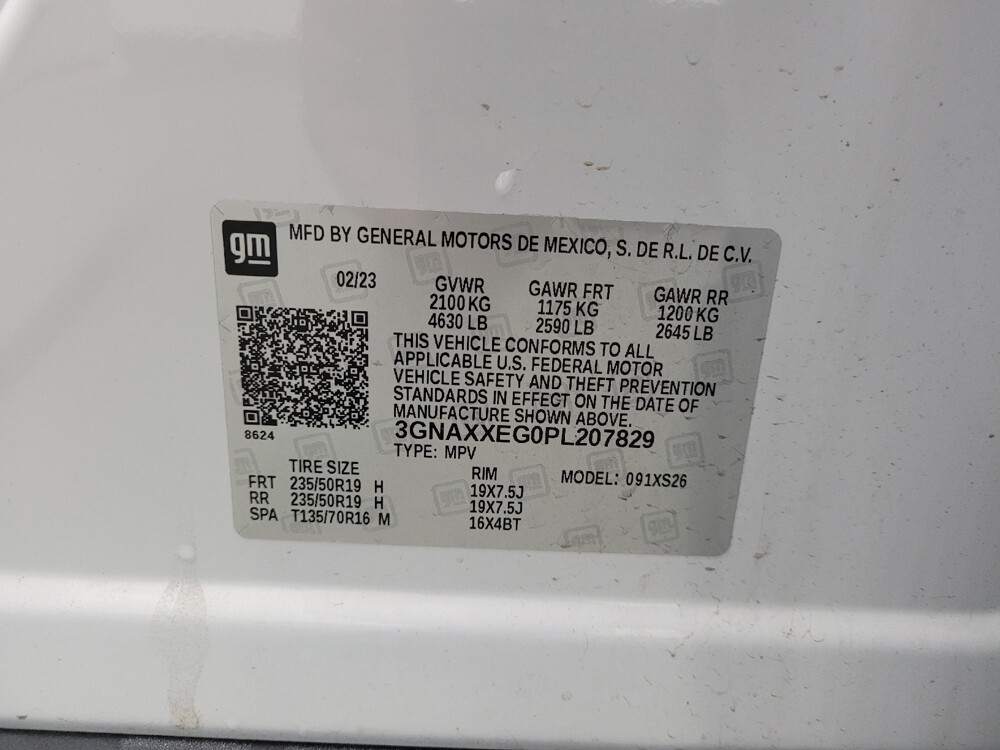 gm
MFD BY GENERAL MOTORS DE MEXICO, S. DE R.L. DE C.V.
02/23 GVWR GAWR FRT GAWR RR
2100 KG 1175 KG 1200 KG
4630 LB 2590 LB 2645 LB
THIS VEHICLE CONFORMS TO ALL
APPLICABLE U.S. FEDERAL MOTOR
VEHICLE SAFETY AND THEFT PREVENTION
STANDARDS IN EFFECT ON THE DATE OF
MANUFACTURE SHOWN ABOVE.
8624
3GNAXXEG0PL207829
TYPE: MPV
TIRE SIZE RIM MODEL: 091XS26
FRT 235/50R19 H 19X7.5J
RR 235/50R19 H 19X7.5J
SPA T135/70R16 M 16X4BT